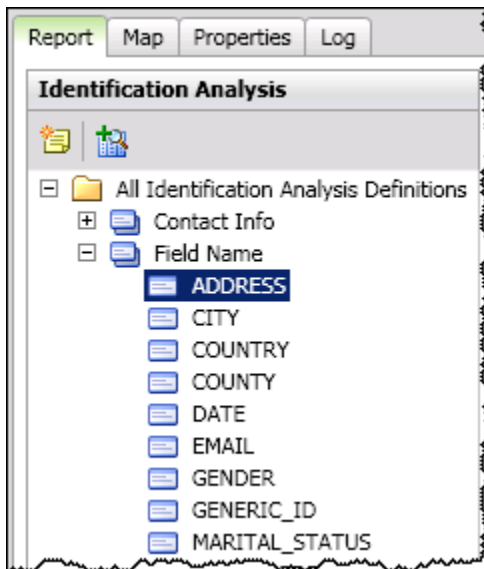 Report Map Properties Log
Identification Analysis
All Identification Analysis Definitions
Contact Info
Field Name
ADDRESS
CITY
COUNTRY
COUNTY
DATE
EMAIL
GENDER
GENERIC_ID
MARITAL_STATUS